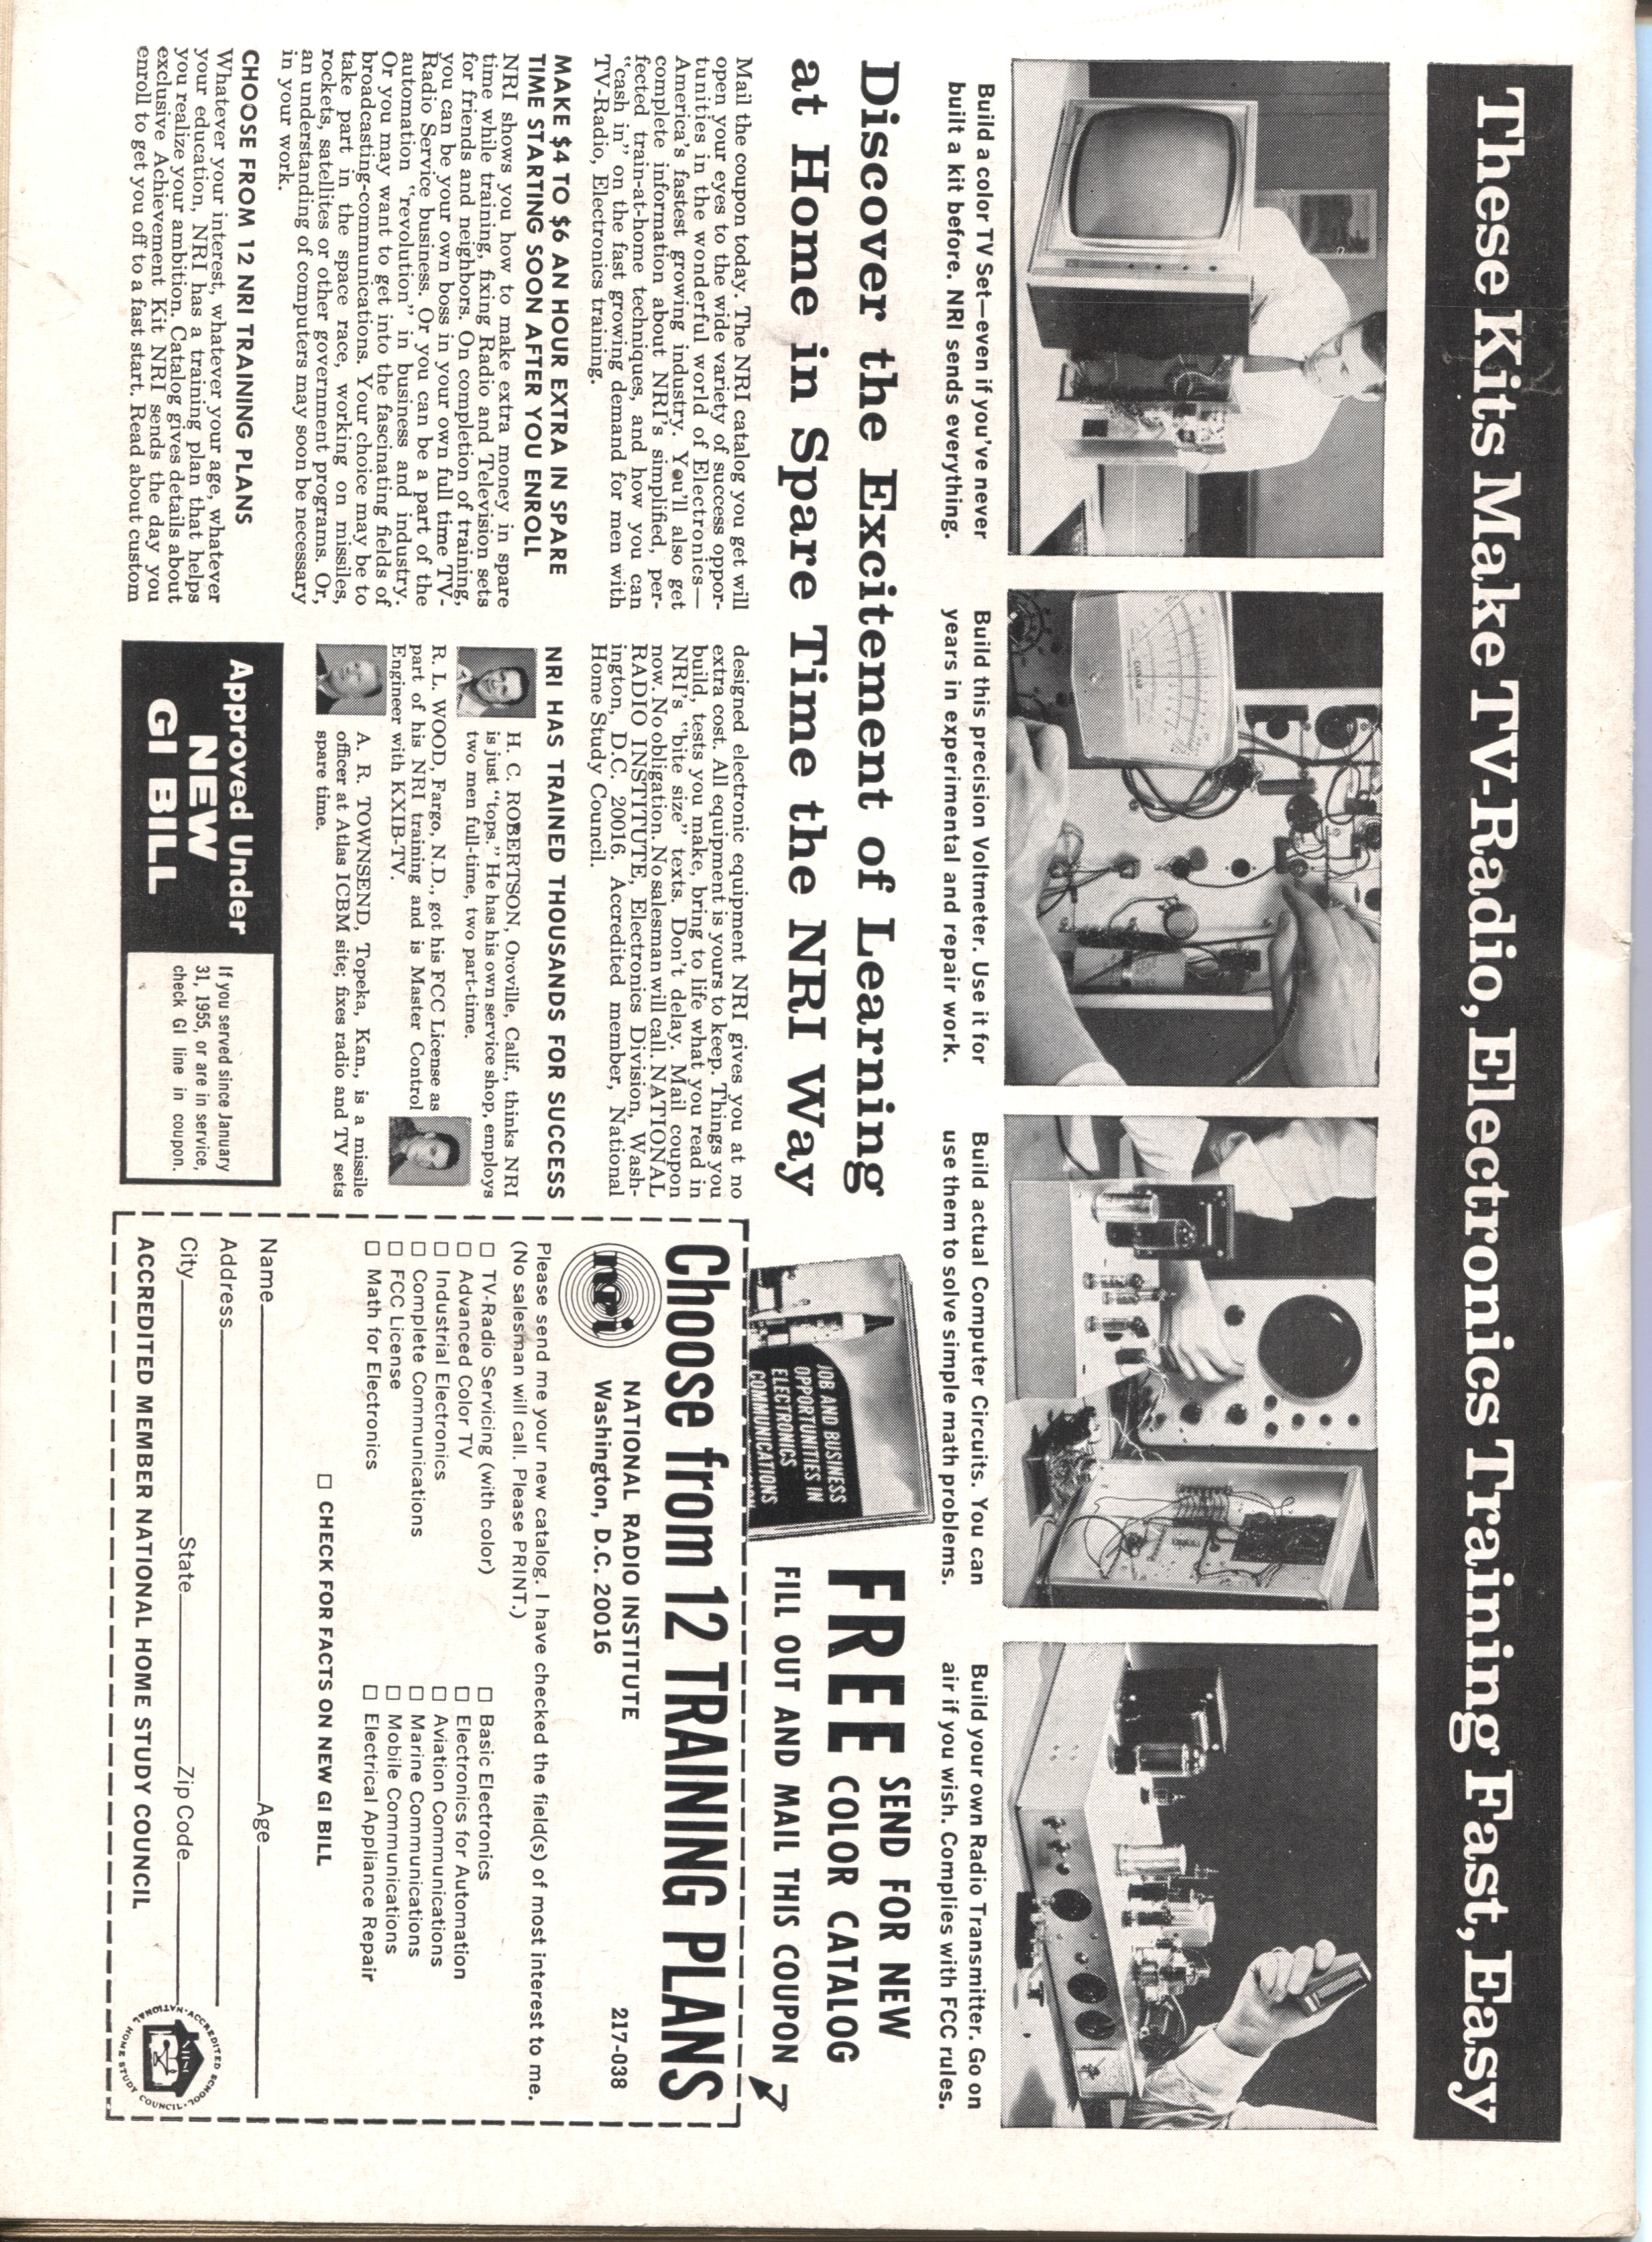 These Kits Make TV-Radio, Electronics Training Fast, Easy
Build a color TV Set—even if you've never
built a kit before. NRI sends everything.
Build this precision Voltmeter. Use it for
years in experimental and repair work.
Build actual Computer Circuits. You can
use them to solve simple math problems.
Build your own Radio Transmitter. Go on
air if you wish. Complies with FCC rules.
Discover the Excitement of Learning
at Home in Spare Time the NRI Way
Mail the coupon today. The NRI catalog you get will
open your eyes to the wide variety of success oppor-
tunities in the wonderful world of Electronics—
America's fastest growing industry. You'll also get
complete information about NRI's simplified, per-
fected train-at-home techniques, and how you can
"cash in" on the fast growing demand for men with
TV-Radio, Electronics training.
MAKE $4 TO $6 AN HOUR EXTRA IN SPARE
TIME STARTING SOON AFTER YOU ENROLL
NRI shows you how to make extra money in spare
time while training, fixing Radio and Television sets
for friends and neighbors. On completion of training,
you can be your own boss in your own full time TV-
Radio Service business. Or you can be a part of the
automation "revolution" in business and industry.
Or you may want to get into the fascinating fields of
broadcasting-communications. Your choice may be to
take part in the space race, working on missiles,
rockets, satellites or other government programs. Or,
an understanding of computers may soon be necessary
in your work.
CHOOSE FROM 12 NRI TRAINING PLANS
Whatever your interest, whatever your age, whatever
your education, NRI has a training plan that helps
you realize your ambition. Catalog gives details about
exclusive Achievement Kit NRI sends the day you
enroll to get you off to a fast start. Read about custom
designed electronic equipment NRI gives you at no
extra cost. All equipment is yours to keep. Things you
build, tests you make, bring to life what you read in
NRI's "bite size" texts. Don't delay. Mail coupon
now. No obligation. No salesman will call. NATIONAL
RADIO INSTITUTE, Electronics Division, Wash-
ington, D.C. 20016. Accredited member, National
Home Study Council.
NRI HAS TRAINED THOUSANDS FOR SUCCESS
H. C. ROBERTSON, Oroville, Calif., thinks NRI
is just "tops." He has his own service shop, employs
two men full-time, two part-time.
R. L. WOOD, Fargo, N.D., got his FCC License as
part of his NRI training and is Master Control
Engineer with KXIB-TV.
A. R. TOWNSEND, Topeka, Kan., is a missile
officer at Atlas ICBM site; fixes radio and TV sets
spare time.
Approved Under
NEW
GI BILL
If you served since January
31, 1955, or are in service,
check GI line in coupon.
JOB AND BUSINESS
OPPORTUNITIES IN
ELECTRONICS
COMMUNICATIONS
FREE SEND FOR NEW
COLOR CATALOG
FILL OUT AND MAIL THIS COUPON
Choose from 12 TRAINING PLANS
nri
NATIONAL RADIO INSTITUTE
Washington, D.C. 20016
217-038
Please send me your new catalog. I have checked the field(s) of most interest to me.
(No salesman will call. Please PRINT.)
☐ TV-Radio Servicing (with color)
☐ Advanced Color TV
☐ Industrial Electronics
☐ Complete Communications
☐ FCC License
☐ Math for Electronics
☐ Basic Electronics
☐ Electronics for Automation
☐ Aviation Communications
☐ Marine Communications
☐ Mobile Communications
☐ Electrical Appliance Repair
☐ CHECK FOR FACTS ON NEW GI BILL
Name Age
Address
City State Zip Code
ACCREDITED MEMBER NATIONAL HOME STUDY COUNCIL
ACCREDITED SCHOOL
NATIONAL HOME STUDY COUNCIL